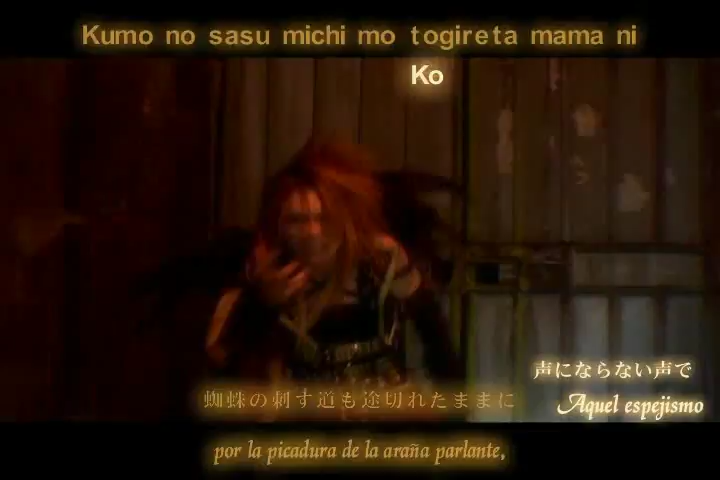 Kumo no sasu michi mo togireta mama ni
Ko
声にならない声で
蜘蛛の刺す道も途切れたままに
Aquel espejismo
por la picadura de la araña parlante,